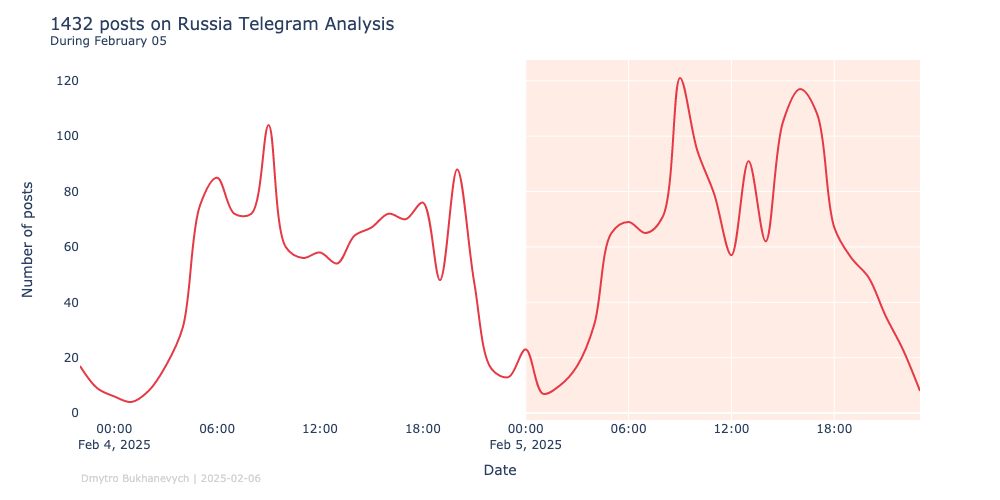 1432 posts on Russia Telegram Analysis
During February 05
Number of posts
120
100
80
60
40
20
0
00:00 06:00 12:00 18:00 00:00 06:00 12:00 18:00
Feb 4, 2025 Feb 5, 2025
Date
Dmytro Bukhanevych | 2025-02-06